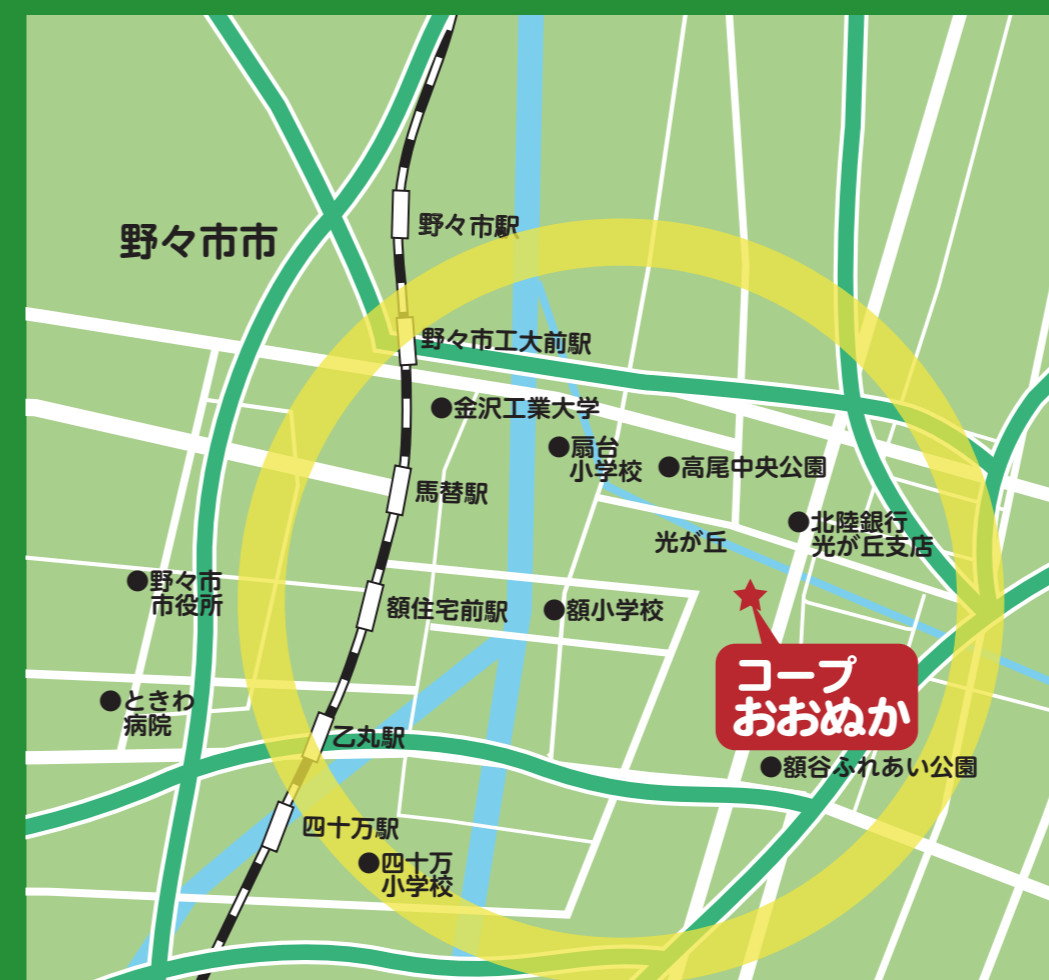 野々市駅
野々市市
野々市工大前駅
●金沢工業大学
●扇台
小学校
●高尾中央公園
馬替駅
●北陸銀行
光が丘支店
光が丘
●野々市
市役所
額住宅前駅
●額小学校
コープ
おおぬか
●ときわ
病院
乙丸駅
●額谷ふれあい公園
四十万駅
●四十万
小学校